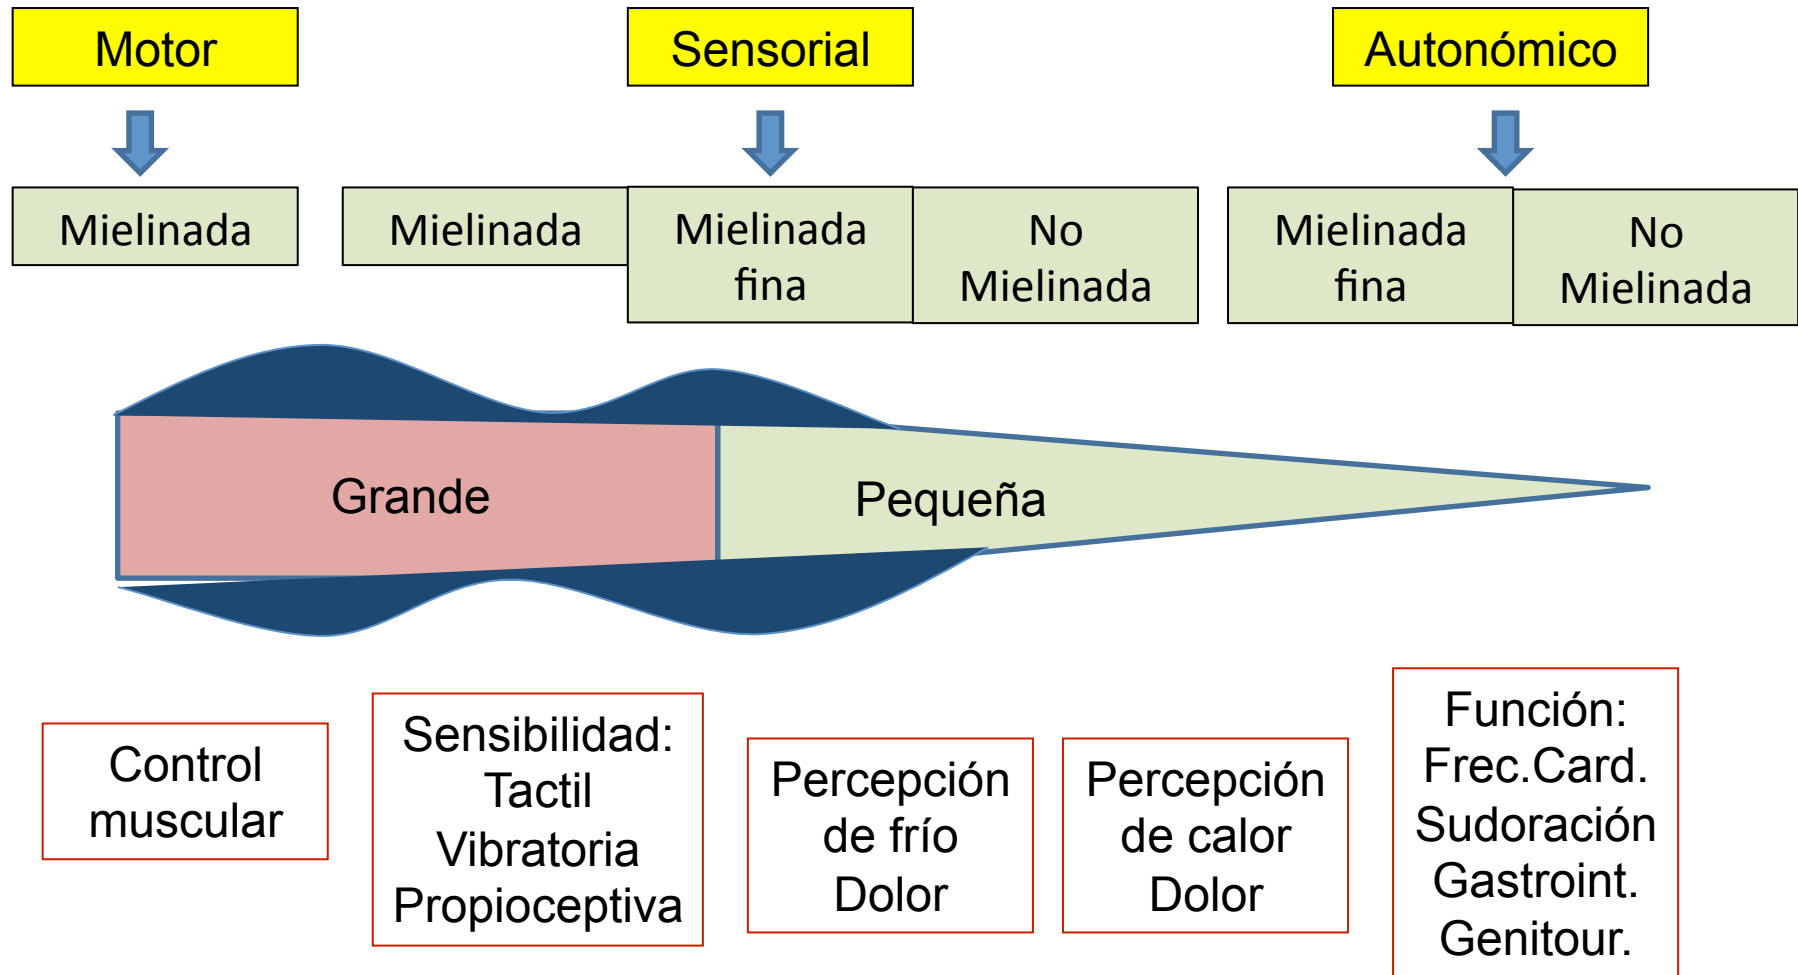 Motor
Sensorial
Autonómico
Mielinada
Mielinada
Mielinada
fina
No
Mielinada
Mielinada
fina
No
Mielinada
Grande
Pequeña
Control
muscular
Sensibilidad:
Tactil
Vibratoria
Propioceptiva
Percepción
de frío
Dolor
Percepción
de calor
Dolor
Función:
Frec.Card.
Sudoración
Gastroint.
Genitour.